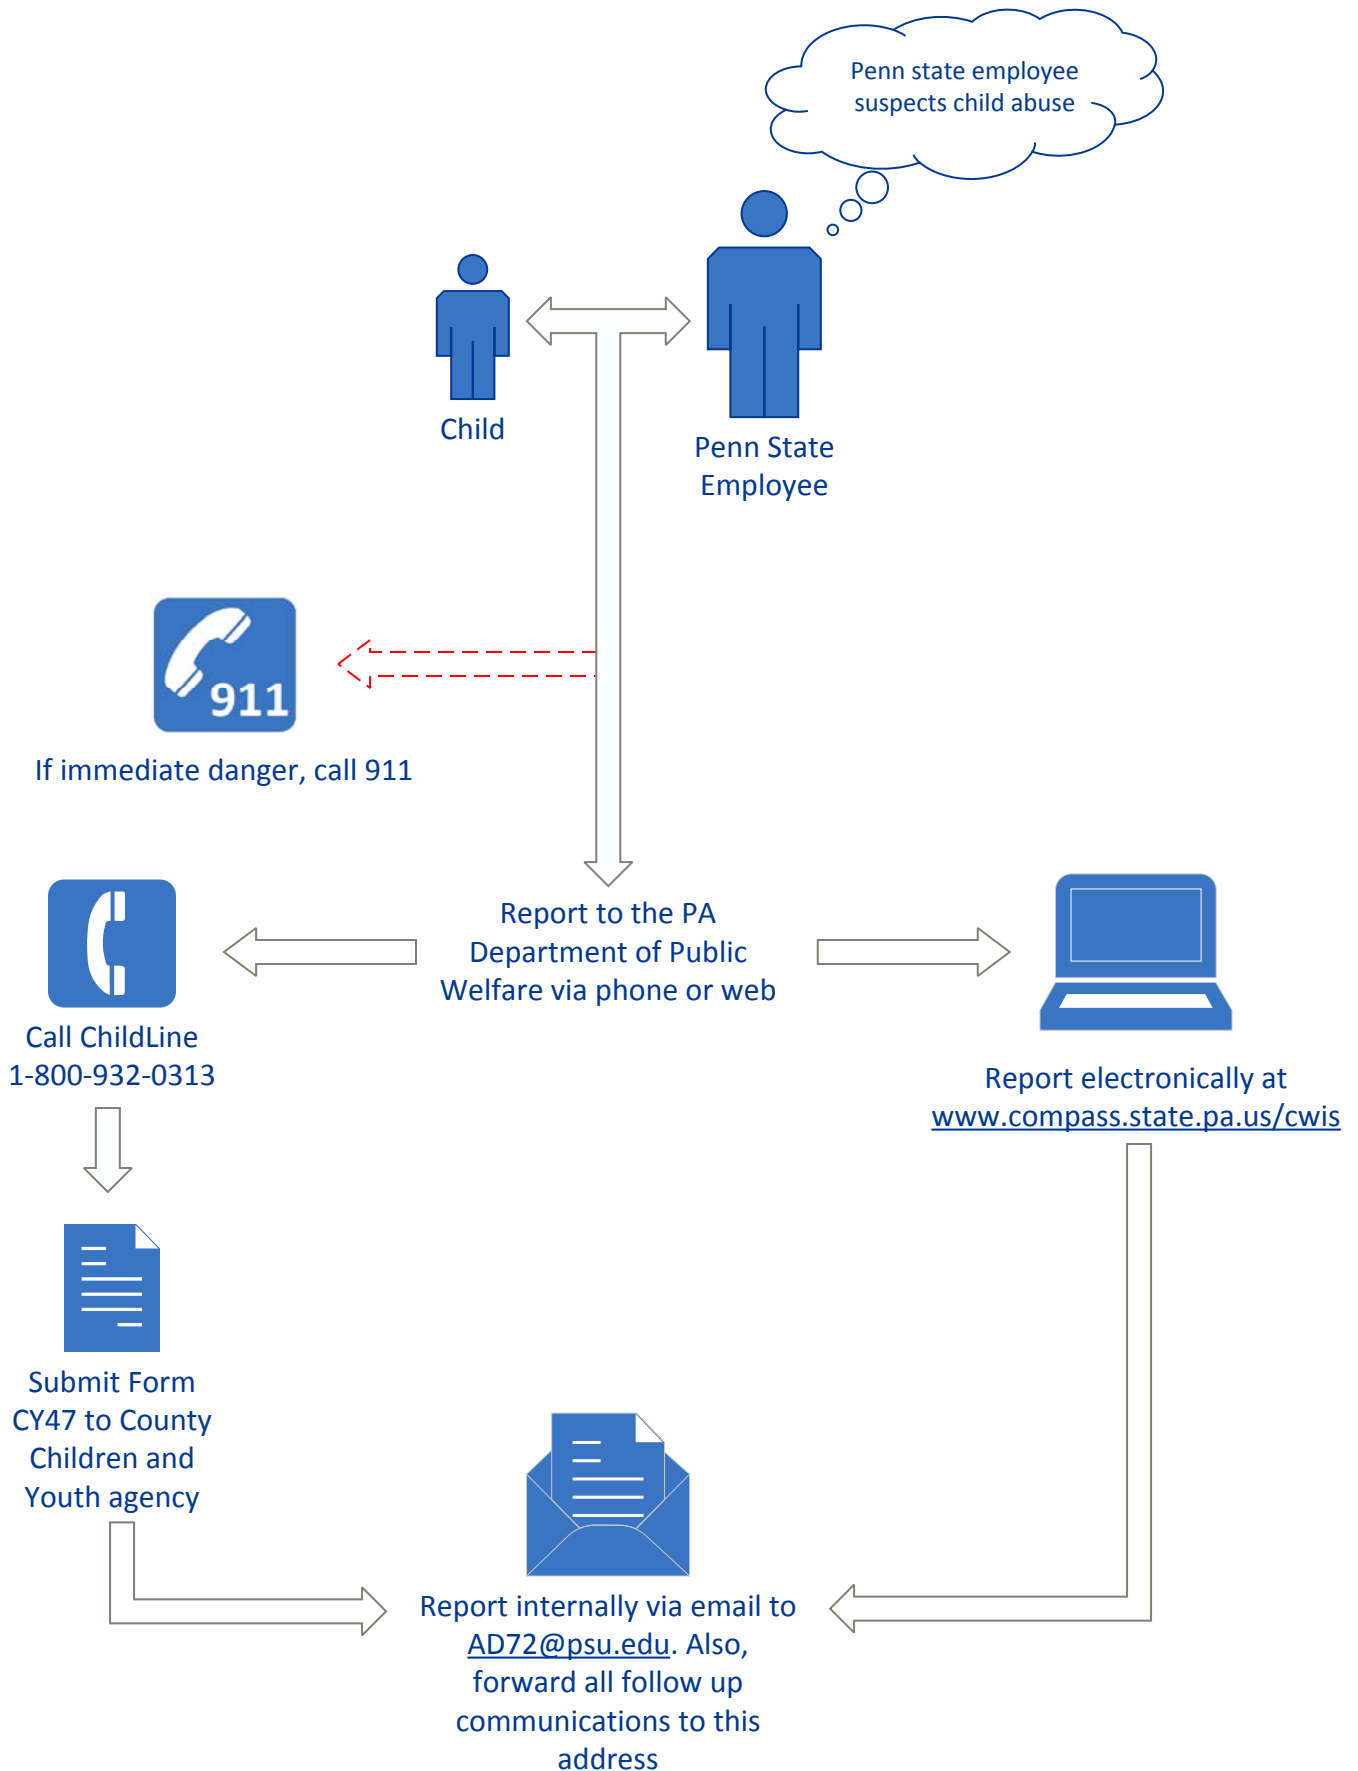 Penn state employee
suspects child abuse
Child
Penn State
Employee
911
If immediate danger, call 911
Report to the PA
Department of Public
Welfare via phone or web
Call ChildLine
1-800-932-0313
Report electronically at
www.compass.state.pa.us/cwis
Submit Form
CY47 to County
Children and
Youth agency
Report internally via email to
AD72@psu.edu. Also,
forward all follow up
communications to this
address